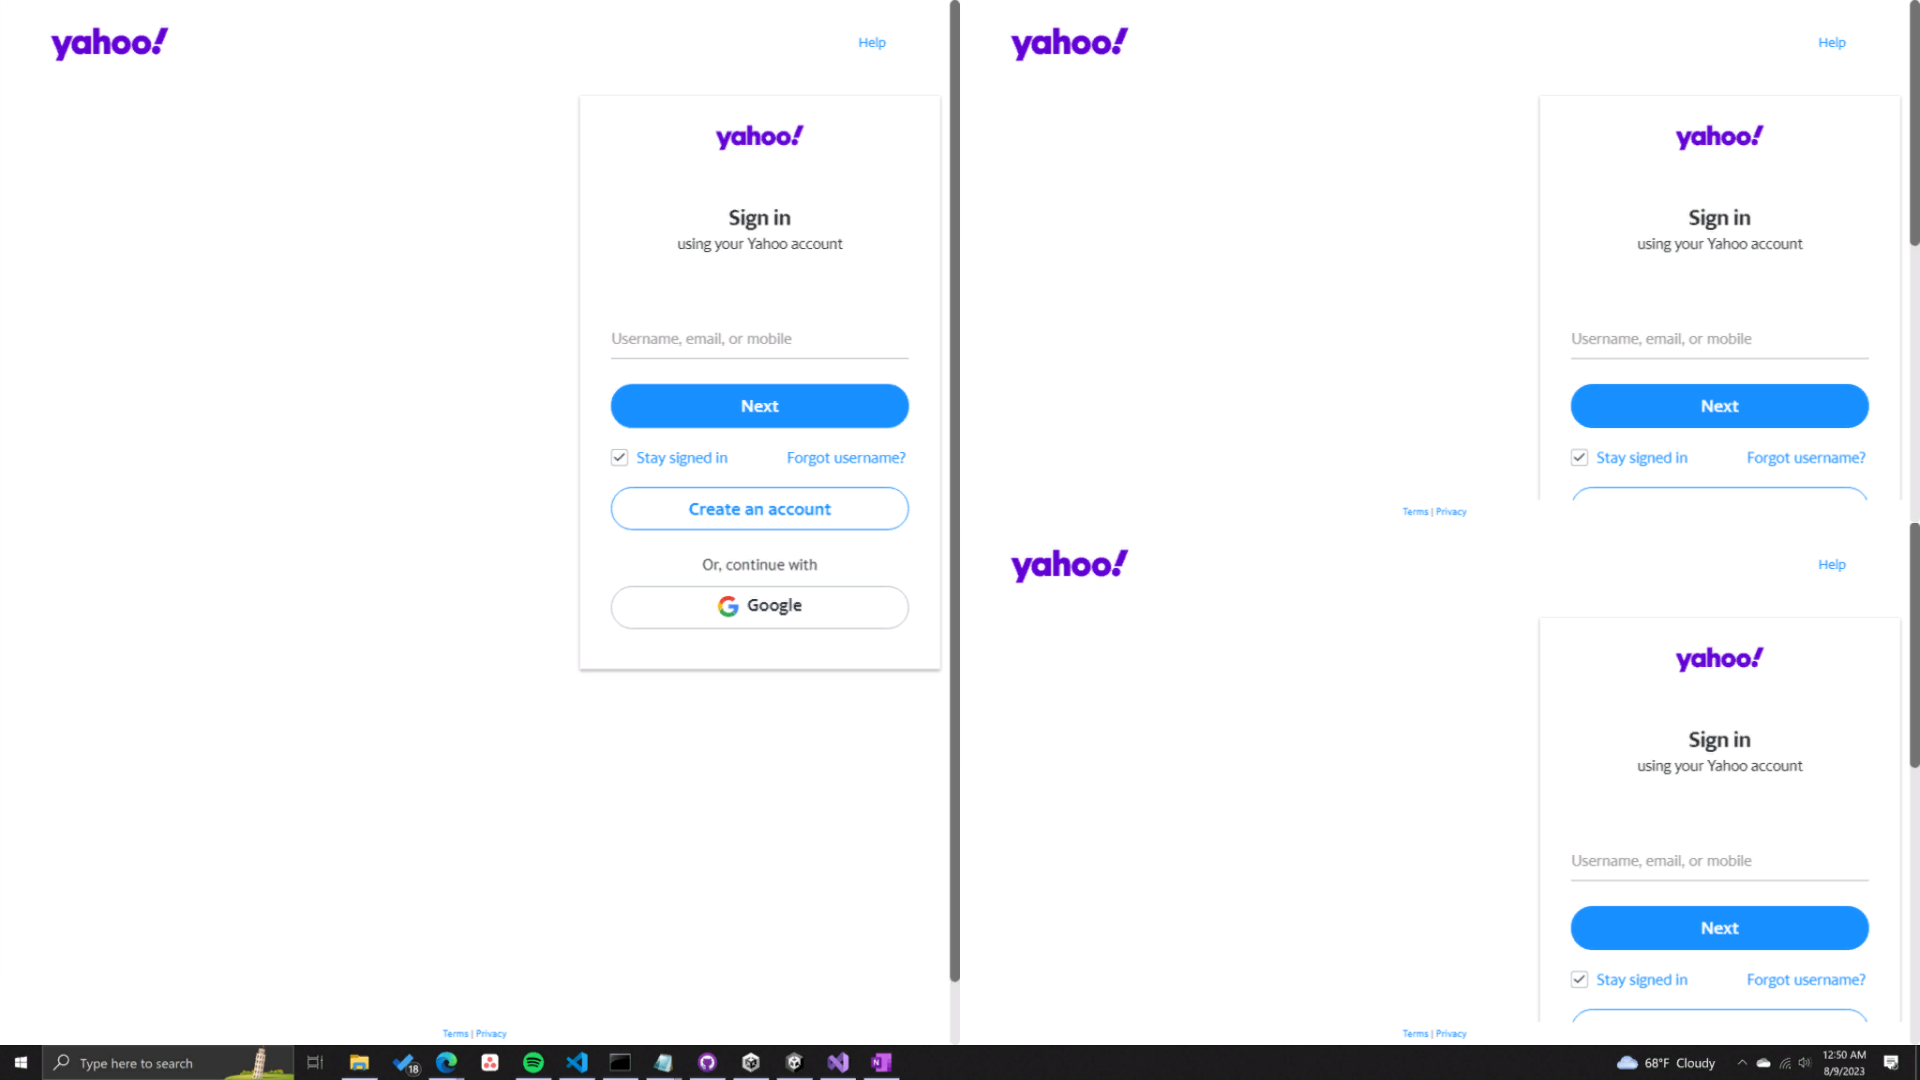 yahoo!
Help
yahoo!
Sign in
using your Yahoo account
Username, email, or mobile
Next
Stay signed in
Forgot username?
Create an account
Or, continue with
Google
Terms | Privacy
yahoo!
Help
yahoo!
Sign in
using your Yahoo account
Username, email, or mobile
Next
Stay signed in
Forgot username?
Terms | Privacy
yahoo!
Help
yahoo!
Sign in
using your Yahoo account
Username, email, or mobile
Next
Stay signed in
Forgot username?
Terms | Privacy
Type here to search
18
N
68°F Cloudy
12:50 AM
8/9/2023